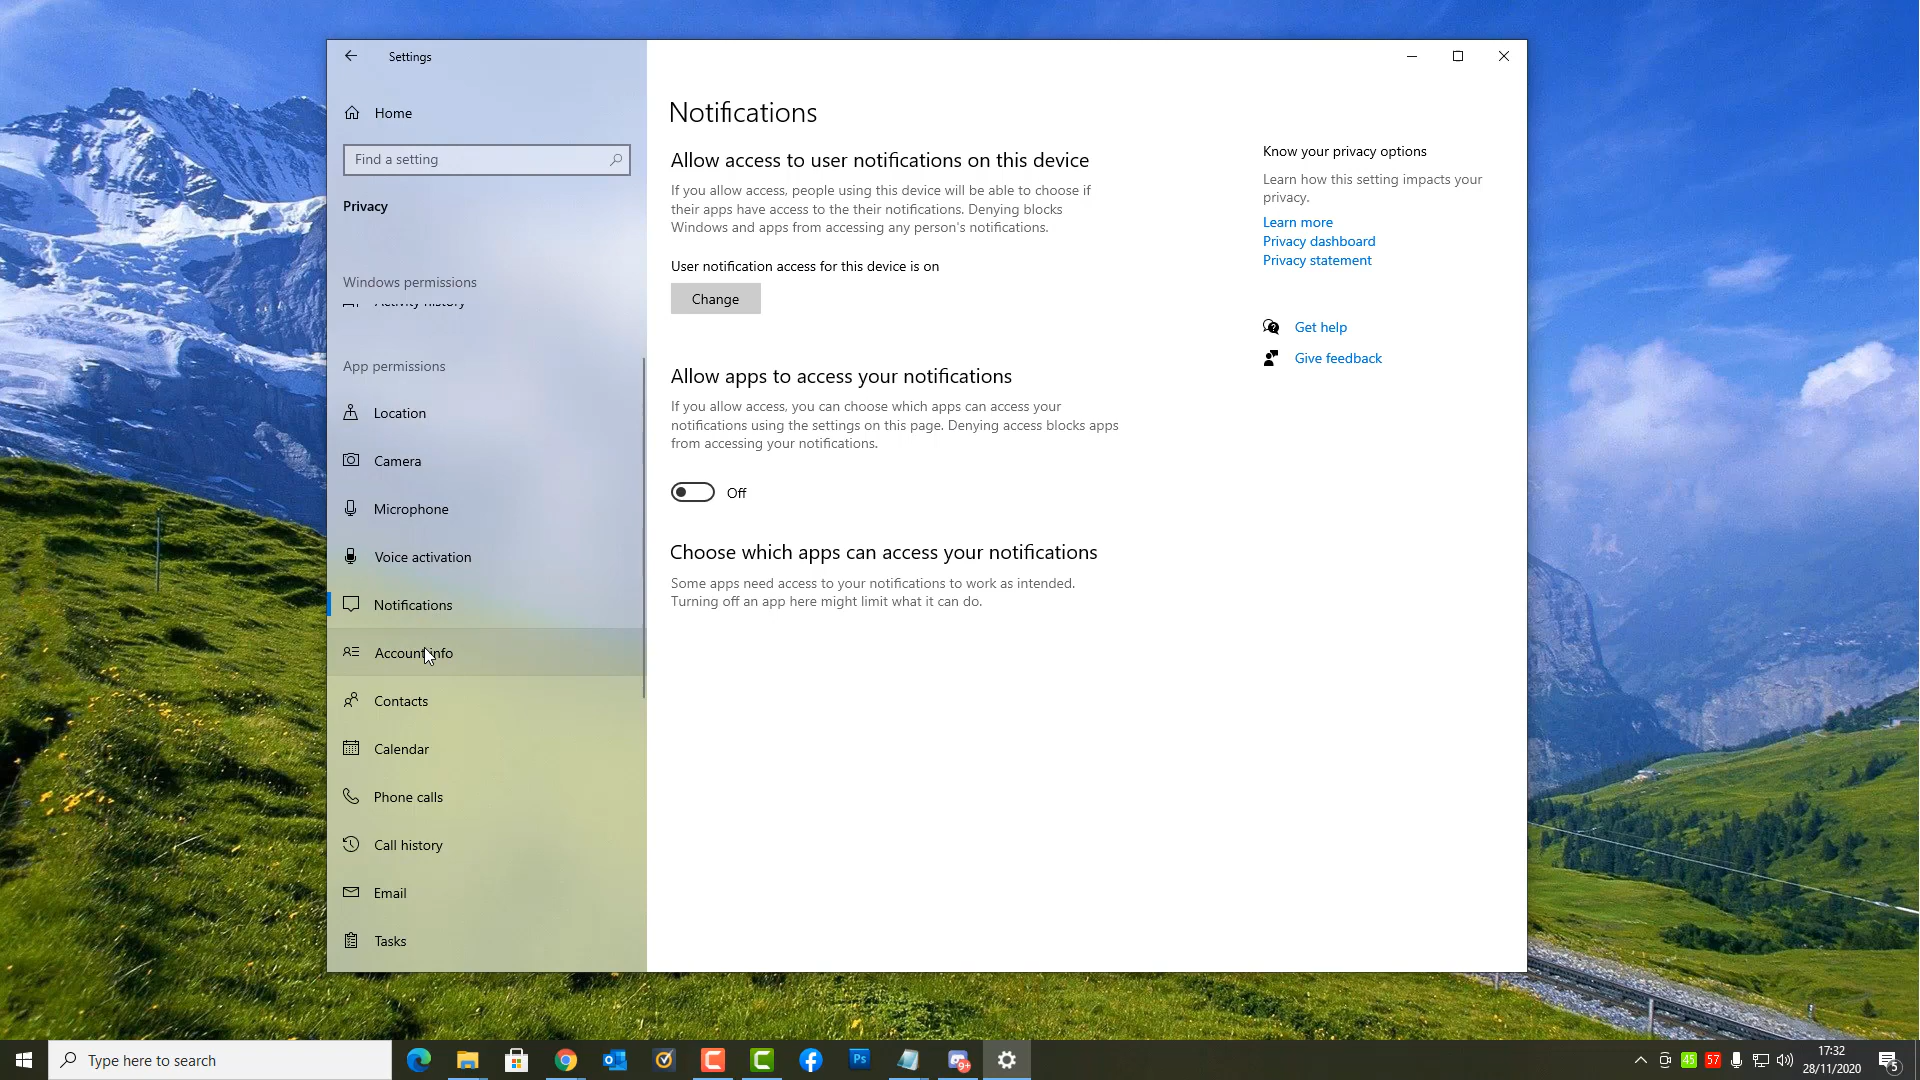 Settings
Home
Find a setting
Privacy
Windows permissions
Activity history
App permissions
Location
Camera
Microphone
Voice activation
Notifications
Account info
Contacts
Calendar
Phone calls
Call history
Email
Tasks
Notifications
Allow access to user notifications on this device
If you allow access, people using this device will be able to choose if
their apps have access to the their notifications. Denying blocks
Windows and apps from accessing any person's notifications.
User notification access for this device is on
Change
Allow apps to access your notifications
If you allow access, you can choose which apps can access your
notifications using the settings on this page. Denying access blocks apps
from accessing your notifications.
Off
Choose which apps can access your notifications
Some apps need access to your notifications to work as intended.
Turning off an app here might limit what it can do.
Know your privacy options
Learn how this setting impacts your
privacy.
Learn more
Privacy dashboard
Privacy statement
Get help
Give feedback
Type here to search
Ps
9+
45
57
17:32
28/11/2020
5